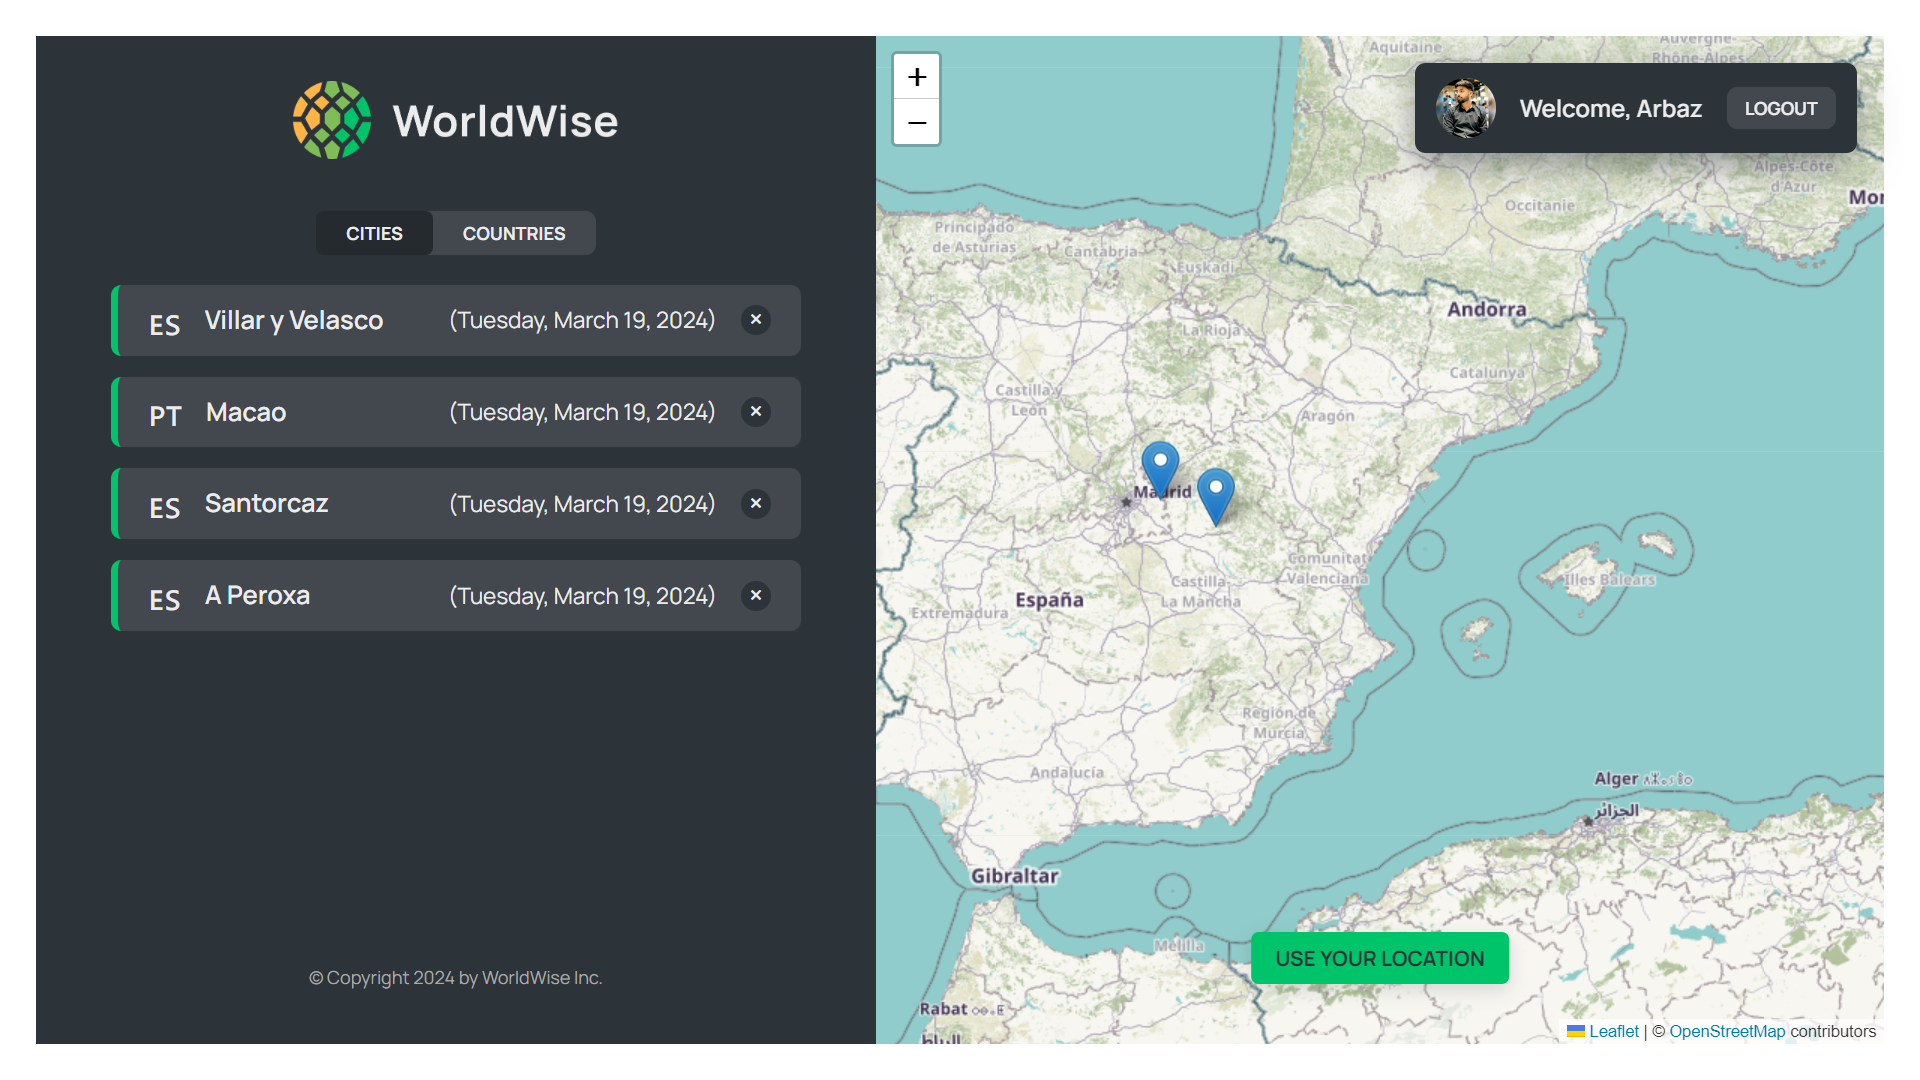 WorldWise
CITIES
COUNTRIES
ES Villar y Velasco (Tuesday, March 19, 2024) ×
PT Macao (Tuesday, March 19, 2024) ×
ES Santorcaz (Tuesday, March 19, 2024) ×
ES A Peroxa (Tuesday, March 19, 2024) ×
© Copyright 2024 by WorldWise Inc.
+
−
Welcome, Arbaz
LOGOUT
Aquitaine
Auvergne-
Rhône-Alpes
Alpes-Côte
d'Azur
Occitanie
Principado
de Asturias
Cantabria
Euskadi
Andorra
La Rioja
Catalunya
Castilla y
León
Aragón
Madrid
Comunitat
Valenciana
Castilla-
La Mancha
Illes Balears
España
Extremadura
Región de
Murcia
Andalucía
Alger
الجزائر
Gibraltar
Melilla
USE YOUR LOCATION
Rabat
Leaflet | © OpenStreetMap contributors